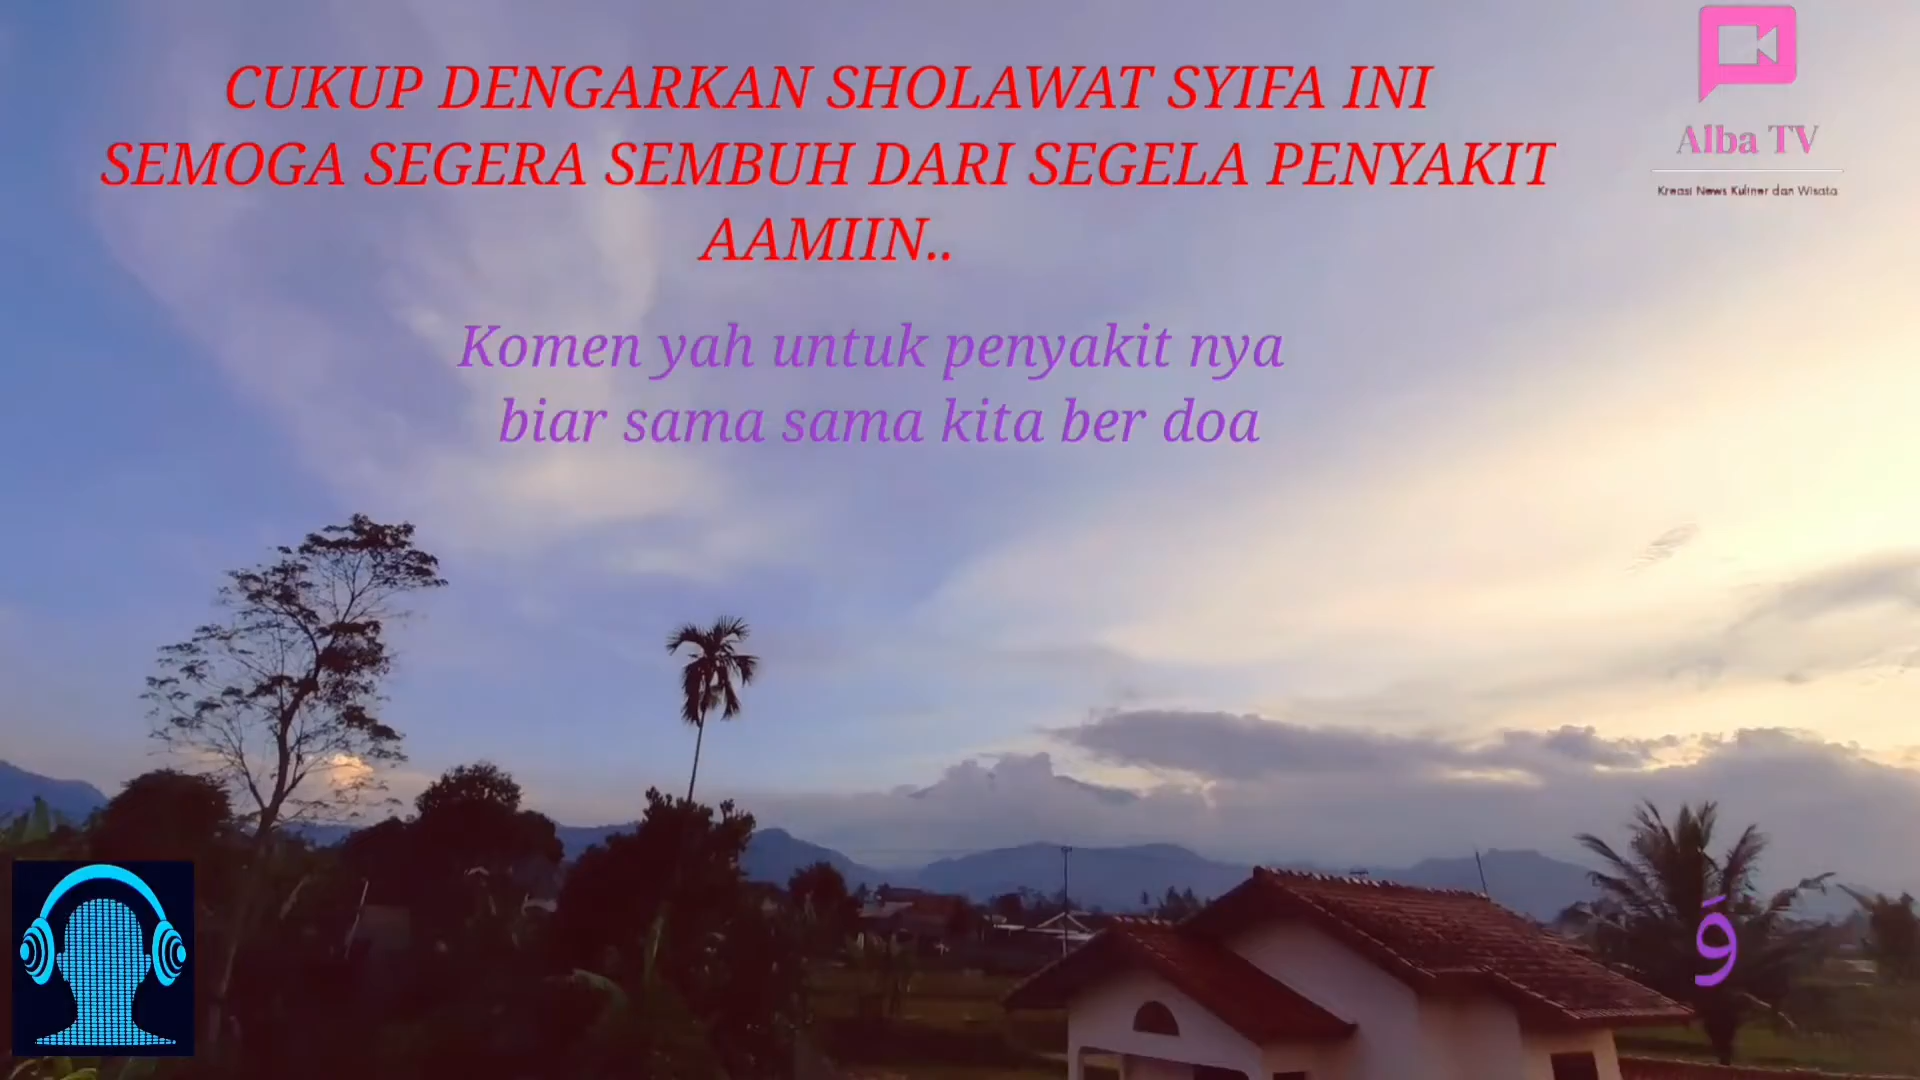 CUKUP DENGARKAN SHOLAWAT SYIFA INI
SEMOGA SEGERA SEMBUH DARI SEGELA PENYAKIT
AAMIIN..
Komen yah untuk penyakit nya
biar sama sama kita ber doa
Alba TV
Kreasi News Kuliner dan Wisata
وَ